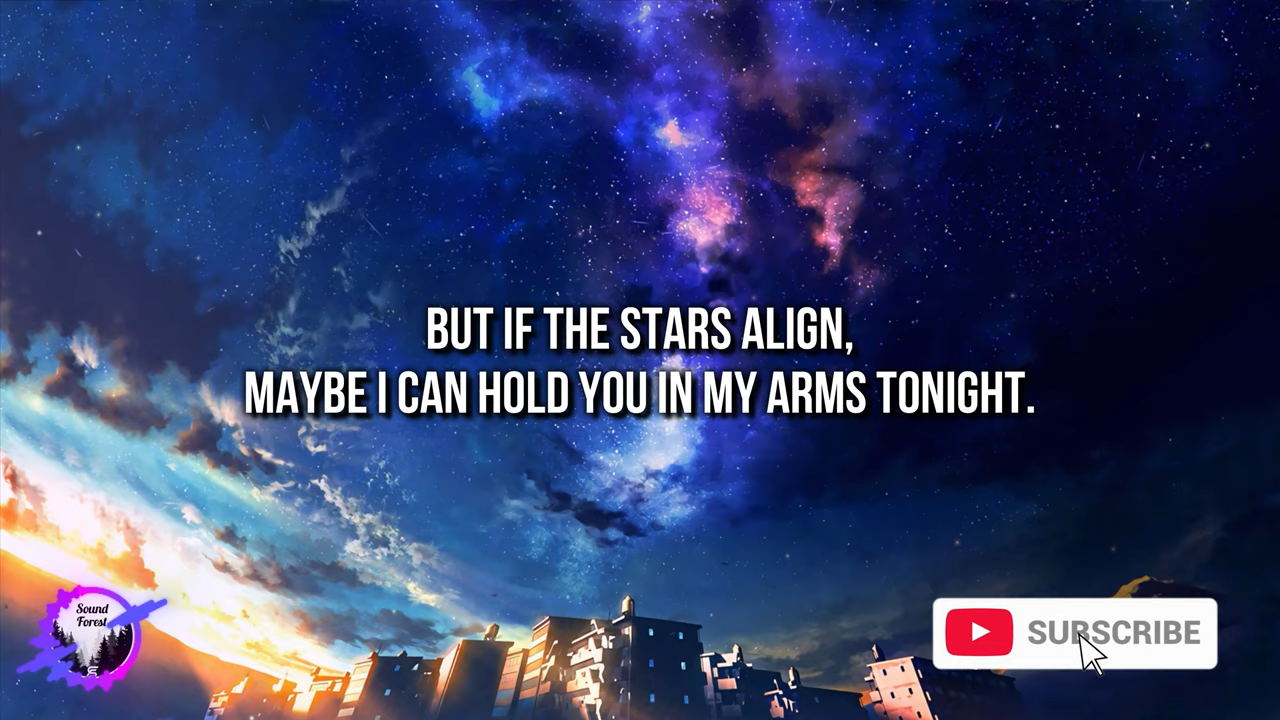 BUT IF THE STARS ALIGN,
MAYBE I CAN HOLD YOU IN MY ARMS TONIGHT.
Sound
Forest
SUBSCRIBE